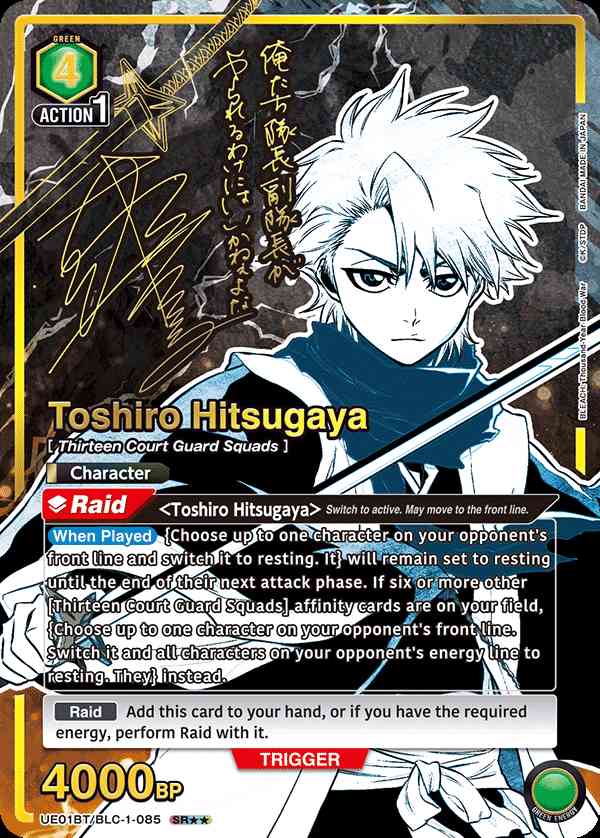 GREEN
4
ACTION 1
俺たち隊長 副隊長が
やられるわけにはいかねえんだ
BANDAI MADE IN JAPAN
©K/STDP
BLEACH:Thousand-Year Blood War
Toshiro Hitsugaya
[ Thirteen Court Guard Squads ]
Character
Raid <Toshiro Hitsugaya> Switch to active. May move to the front line.
When Played {Choose up to one character on your opponent's
front line and switch it to resting. It} will remain set to resting
until the end of their next attack phase. If six or more other
[Thirteen Court Guard Squads] affinity cards are on your field,
{Choose up to one character on your opponent's front line.
Switch it and all characters on your opponent's energy line to
resting. They} instead.
Raid Add this card to your hand, or if you have the required
energy, perform Raid with it.
TRIGGER
4000BP
UE01BT/BLC-1-085 SR★★
GREEN ENERGY